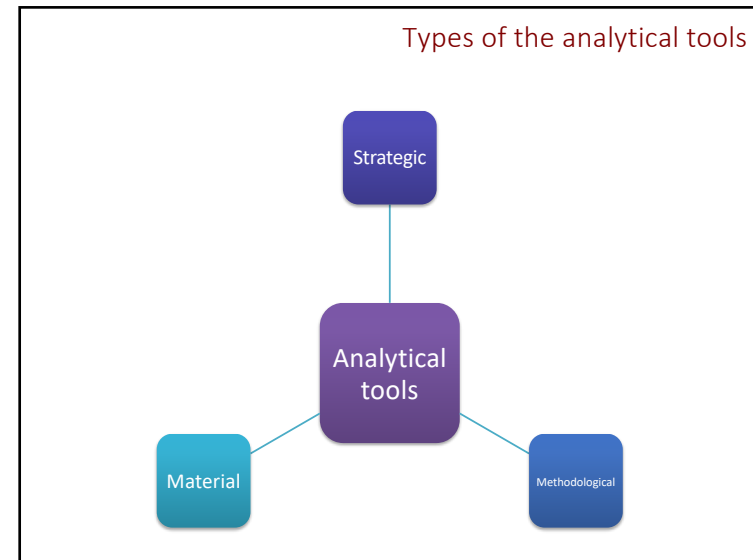 Types of the analytical tools
Strategic
Analytical
tools
Material
Methodological